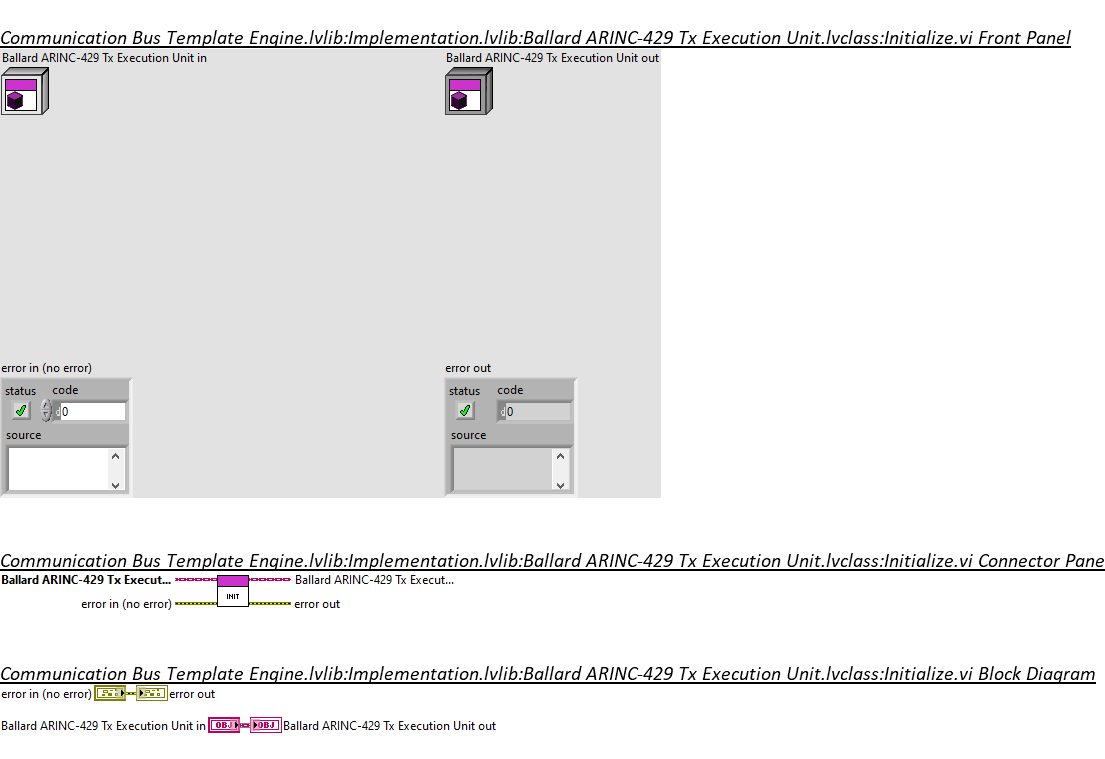 Communication Bus Template Engine.lvlib:Implementation.lvlib:Ballard ARINC-429 Tx Execution Unit.lvclass:Initialize.vi Front Panel
Ballard ARINC-429 Tx Execution Unit in
Ballard ARINC-429 Tx Execution Unit out
error in (no error)
error out
status code
status code
d 0
d 0
source
source
Communication Bus Template Engine.lvlib:Implementation.lvlib:Ballard ARINC-429 Tx Execution Unit.lvclass:Initialize.vi Connector Pane
Ballard ARINC-429 Tx Execut...
Ballard ARINC-429 Tx Execut...
INIT
error in (no error)
error out
Communication Bus Template Engine.lvlib:Implementation.lvlib:Ballard ARINC-429 Tx Execution Unit.lvclass:Initialize.vi Block Diagram
error in (no error)
error out
Ballard ARINC-429 Tx Execution Unit in OBJ OBJ Ballard ARINC-429 Tx Execution Unit out